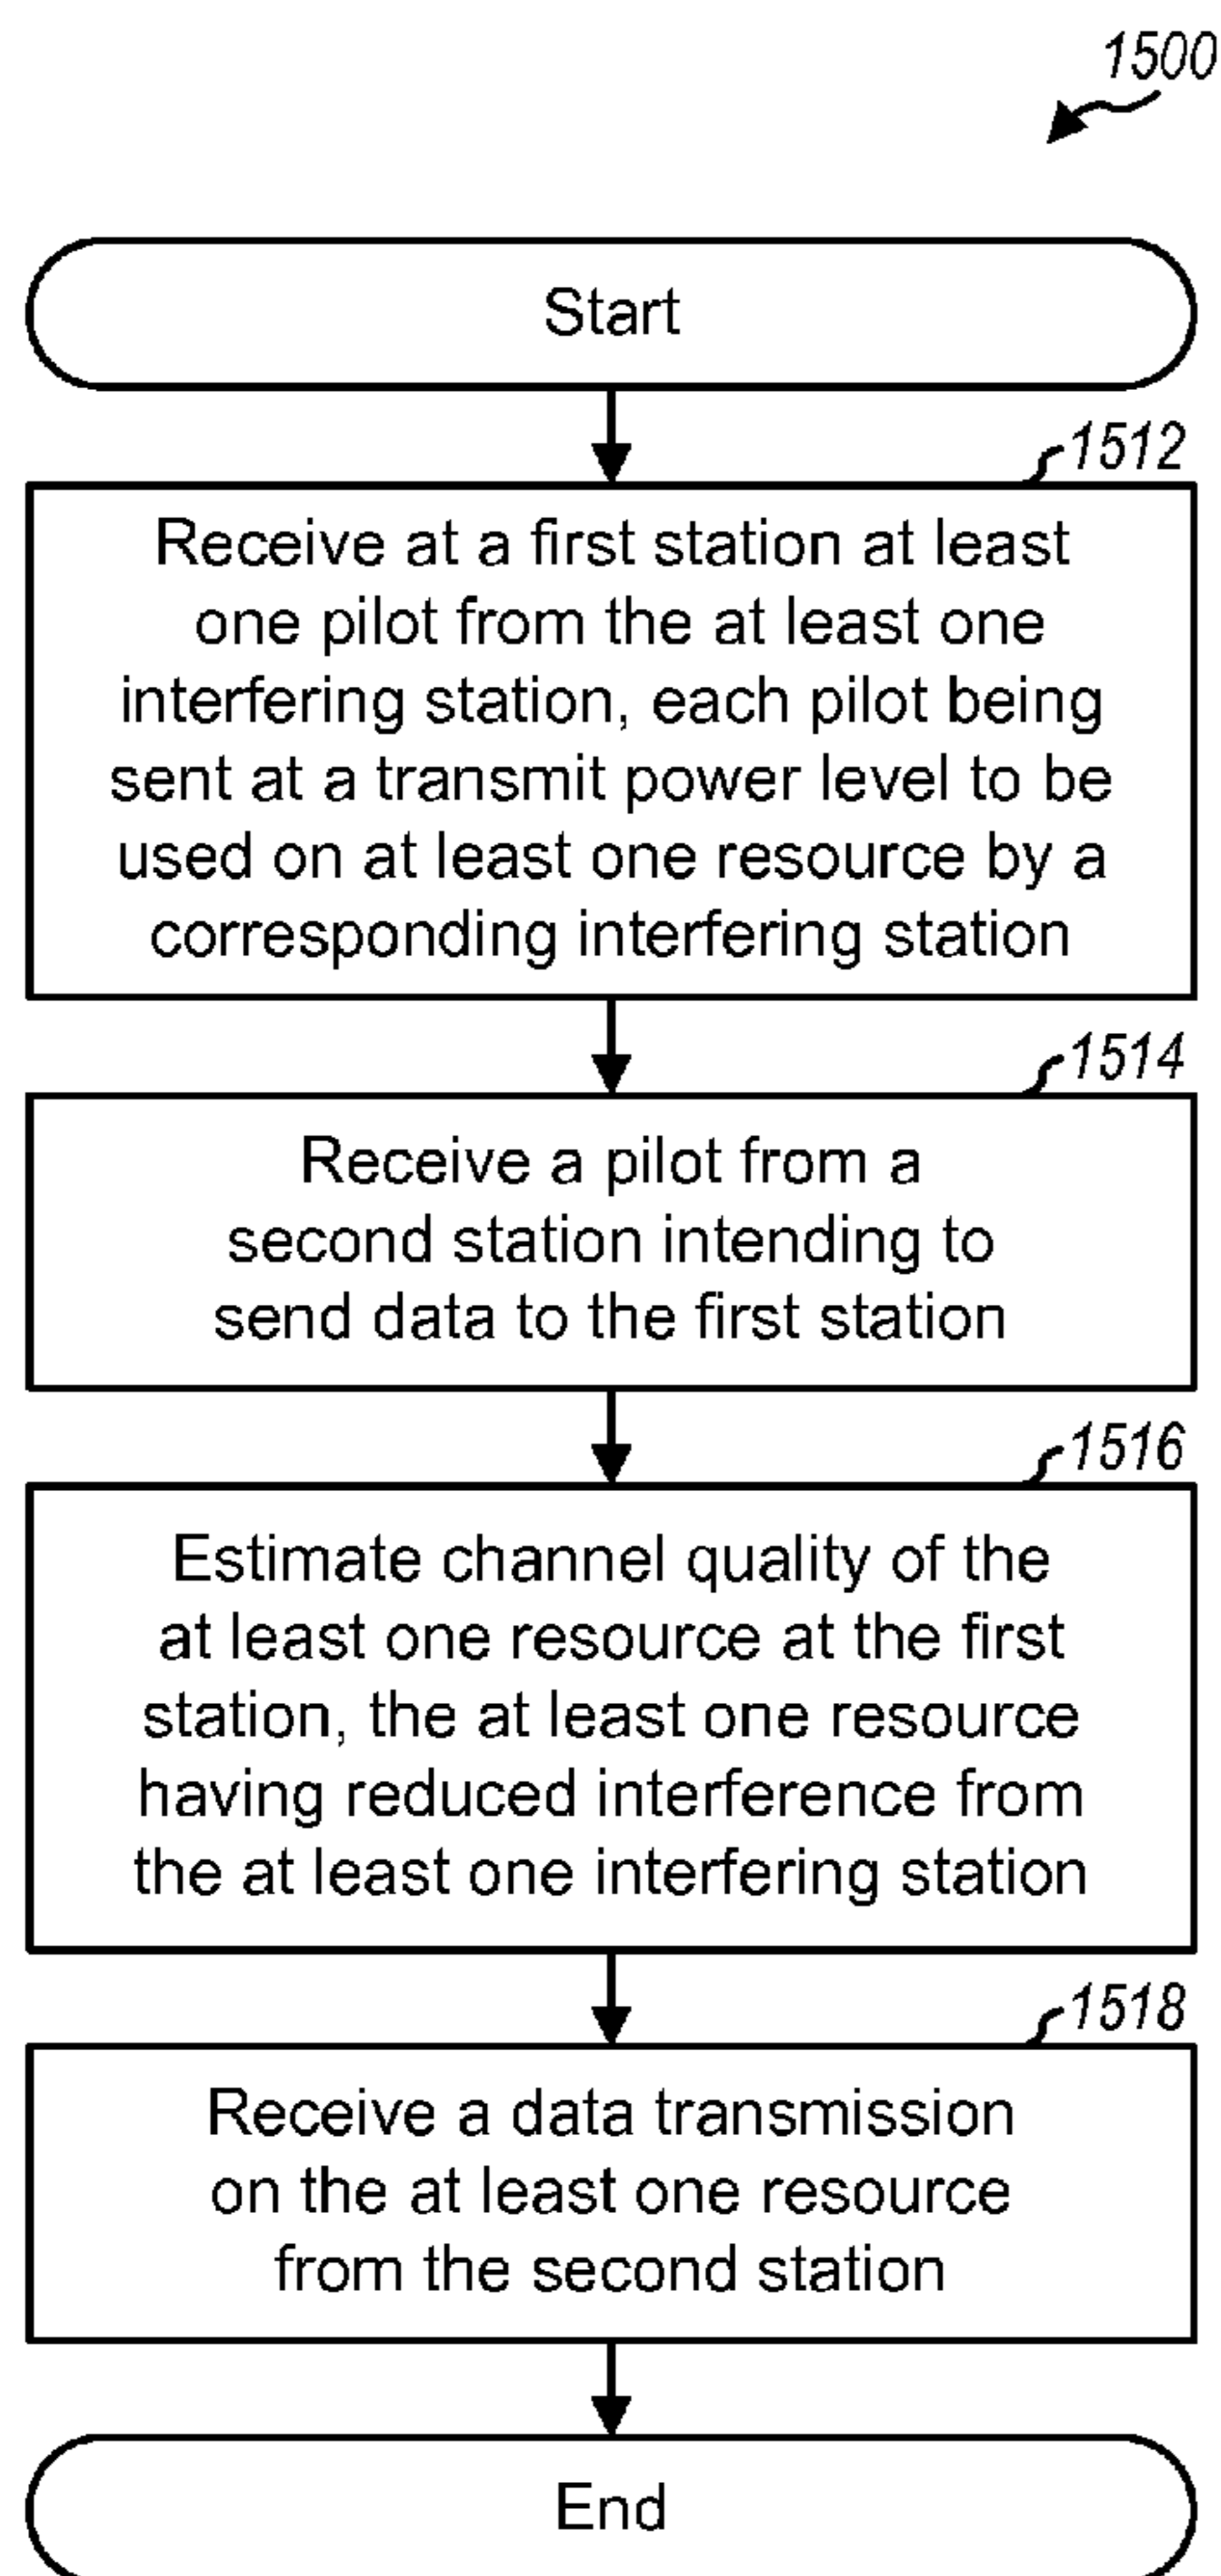 1500
Start
1512
Receive at a first station at least
one pilot from the at least one
interfering station, each pilot being
sent at a transmit power level to be
used on at least one resource by a
corresponding interfering station
1514
Receive a pilot from a
second station intending to
send data to the first station
1516
Estimate channel quality of the
at least one resource at the first
station, the at least one resource
having reduced interference from
the at least one interfering station
1518
Receive a data transmission
on the at least one resource
from the second station
End